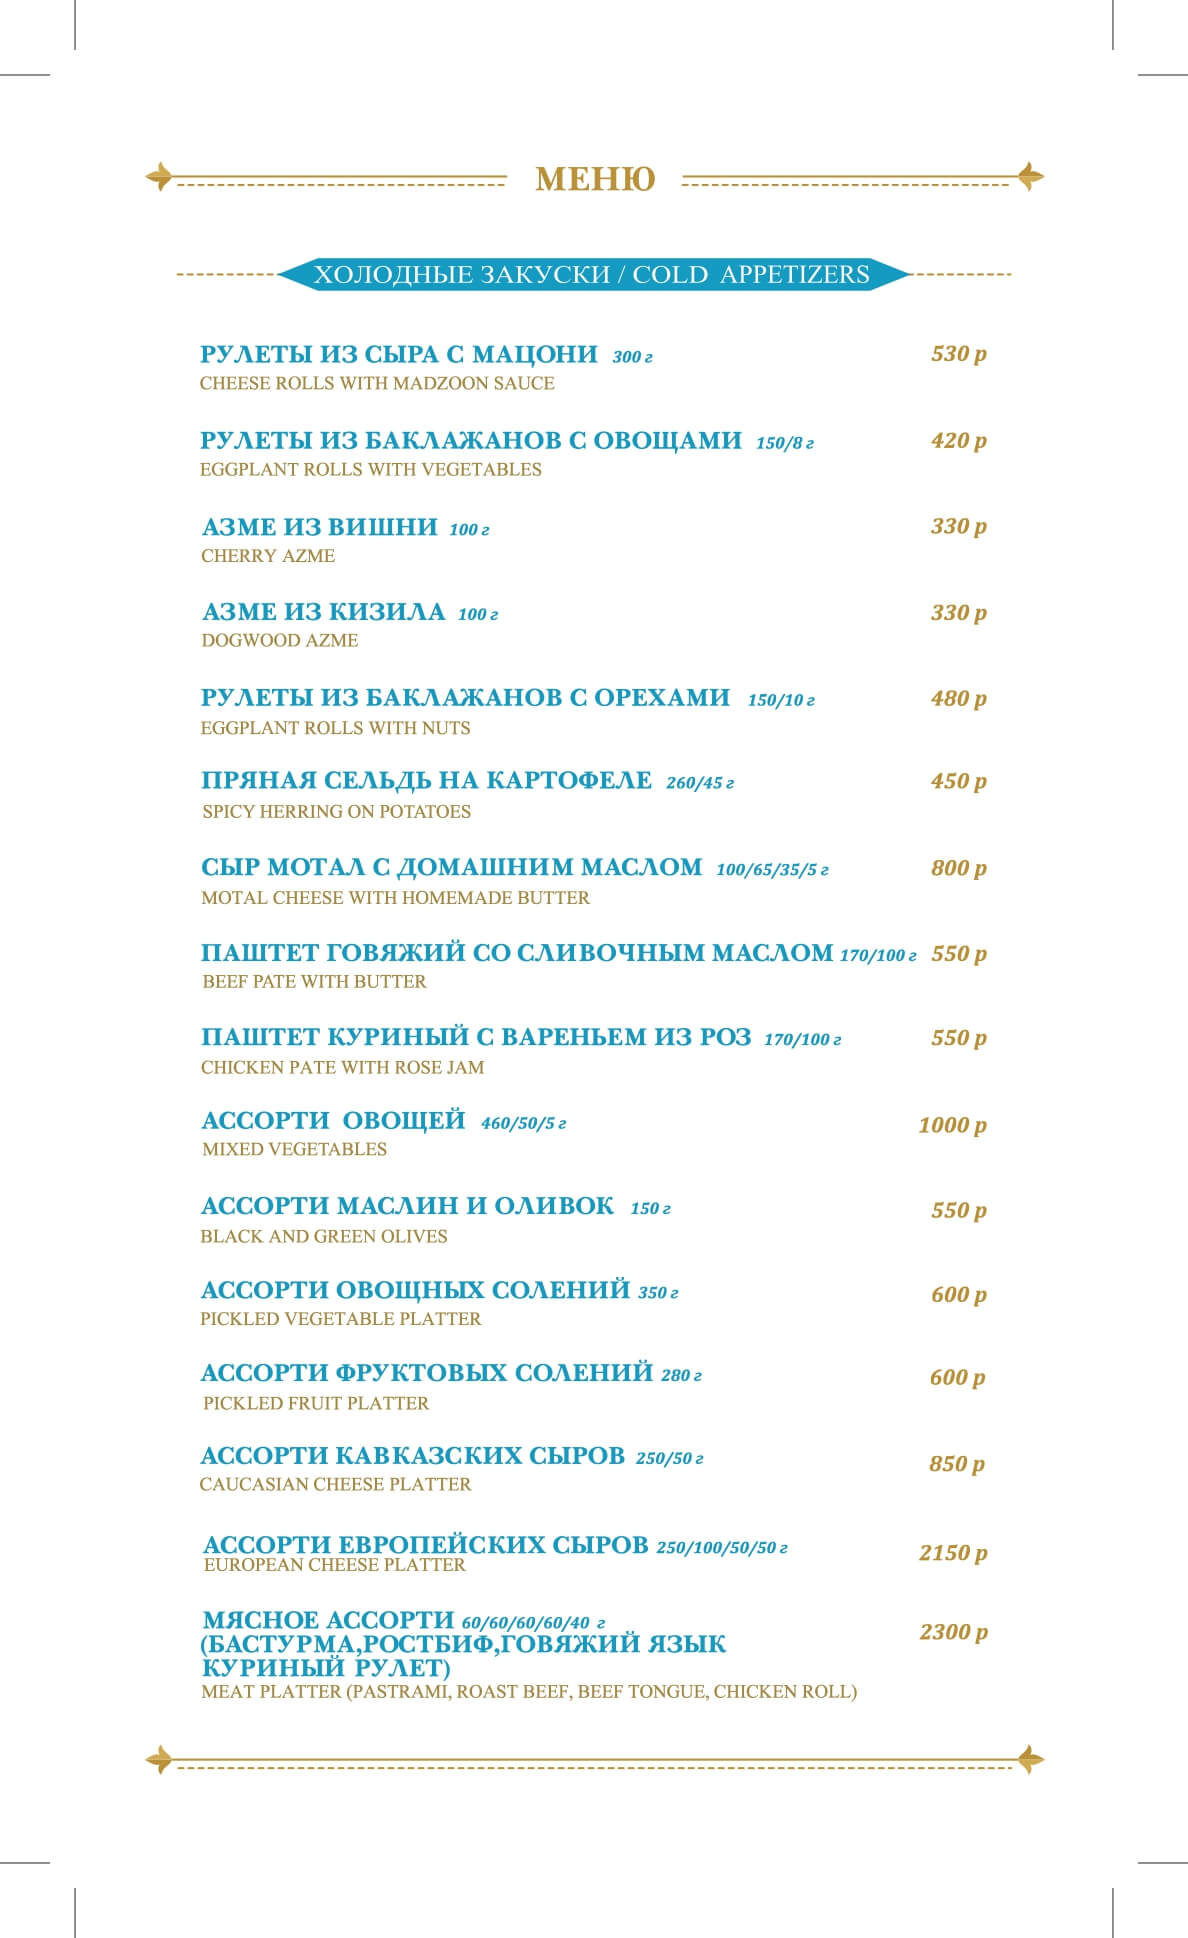 МЕНЮ
ХОЛОДНЫЕ ЗАКУСКИ / COLD APPETIZERS
РУЛЕТЫ ИЗ СЫРА С МАЦОНИ 300 г 530 р
CHEESE ROLLS WITH MADZOON SAUCE
РУЛЕТЫ ИЗ БАКЛАЖАНОВ С ОВОЩАМИ 150/8 г 420 р
EGGPLANT ROLLS WITH VEGETABLES
АЗМЕ ИЗ ВИШНИ 100 г 330 р
CHERRY AZME
АЗМЕ ИЗ КИЗИЛА 100 г 330 р
DOGWOOD AZME
РУЛЕТЫ ИЗ БАКЛАЖАНОВ С ОРЕХАМИ 150/10 г 480 р
EGGPLANT ROLLS WITH NUTS
ПРЯНАЯ СЕЛЬДЬ НА КАРТОФЕЛЕ 260/45 г 450 р
SPICY HERRING ON POTATOES
СЫР МОТАЛ С ДОМАШНИМ МАСЛОМ 100/65/35/5 г 800 р
MOTAL CHEESE WITH HOMEMADE BUTTER
ПАШТЕТ ГОВЯЖИЙ СО СЛИВОЧНЫМ МАСЛОМ 170/100 г 550 р
BEEF PATE WITH BUTTER
ПАШТЕТ КУРИНЫЙ С ВАРЕНЬЕМ ИЗ РОЗ 170/100 г 550 р
CHICKEN PATE WITH ROSE JAM
АССОРТИ ОВОЩЕЙ 460/50/5 г 1000 р
MIXED VEGETABLES
АССОРТИ МАСЛИН И ОЛИВОК 150 г 550 р
BLACK AND GREEN OLIVES
АССОРТИ ОВОЩНЫХ СОЛЕНИЙ 350 г 600 р
PICKLED VEGETABLE PLATTER
АССОРТИ ФРУКТОВЫХ СОЛЕНИЙ 280 г 600 р
PICKLED FRUIT PLATTER
АССОРТИ КАВКАЗСКИХ СЫРОВ 250/50 г 850 р
CAUCASIAN CHEESE PLATTER
АССОРТИ ЕВРОПЕЙСКИХ СЫРОВ 250/100/50/50 г 2150 р
EUROPEAN CHEESE PLATTER
МЯСНОЕ АССОРТИ 60/60/60/60/40 г 2300 р
(БАСТУРМА,РОСТБИФ,ГОВЯЖИЙ ЯЗЫК
КУРИНЫЙ РУЛЕТ)
MEAT PLATTER (PASTRAMI, ROAST BEEF, BEEF TONGUE, CHICKEN ROLL)